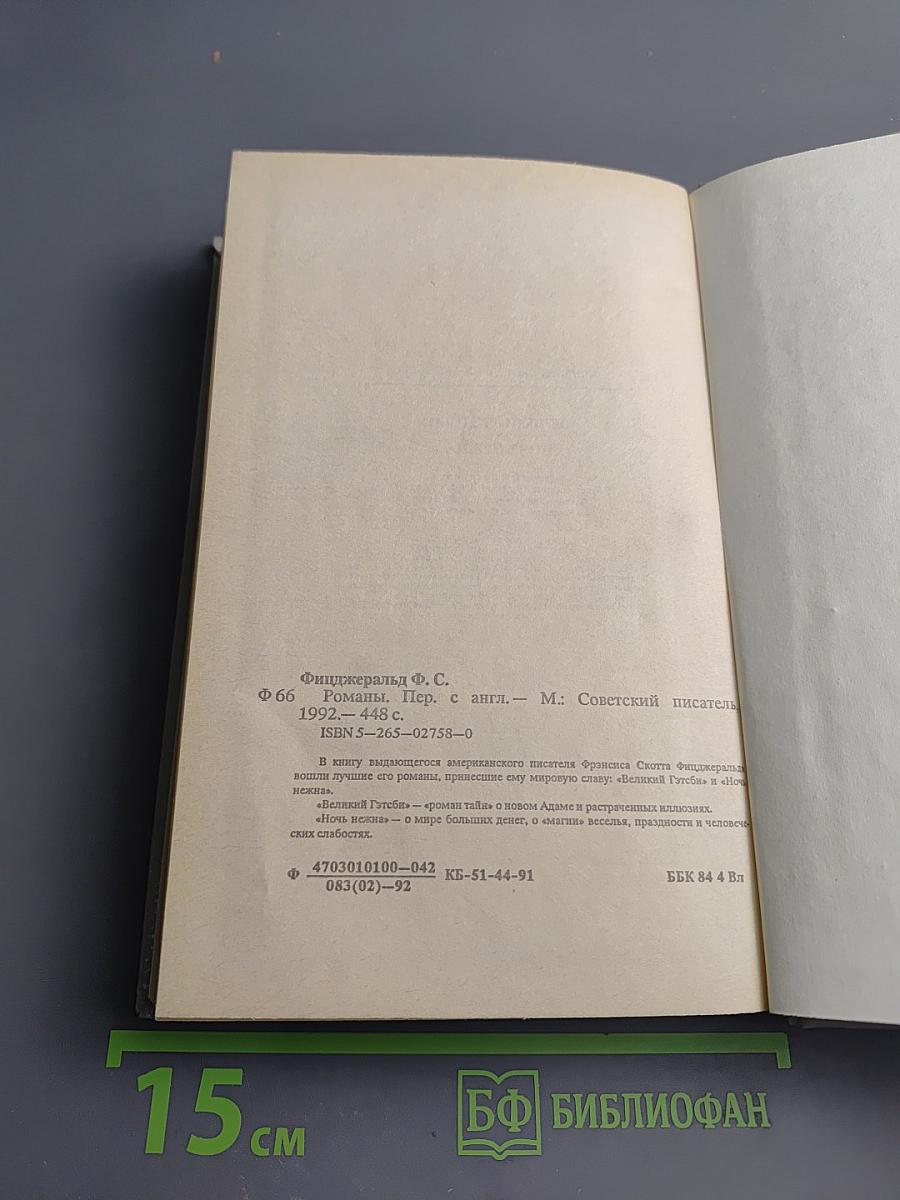 Фицджеральд Ф. С.
Ф 66 Романы. Пер. с англ.— М.: Советский писатель,
1992.— 448 с.
ISBN 5—265—02758—0
В книгу выдающегося американского писателя Фрэнсиса Скотта Фицджеральда
вошли лучшие его романы, принесшие ему мировую славу: «Великий Гэтсби» и «Ночь
нежна».
«Великий Гэтсби» — «роман тайн» о новом Адаме и растраченных иллюзиях.
«Ночь нежна» — о мире больших денег, о «магии» веселья, праздности и человече-
ских слабостях.
Ф 4703010100—042 КБ-51-44-91 ББК 84 4 Вл
083(02)—92
15 см БФ БИБЛИОФАН